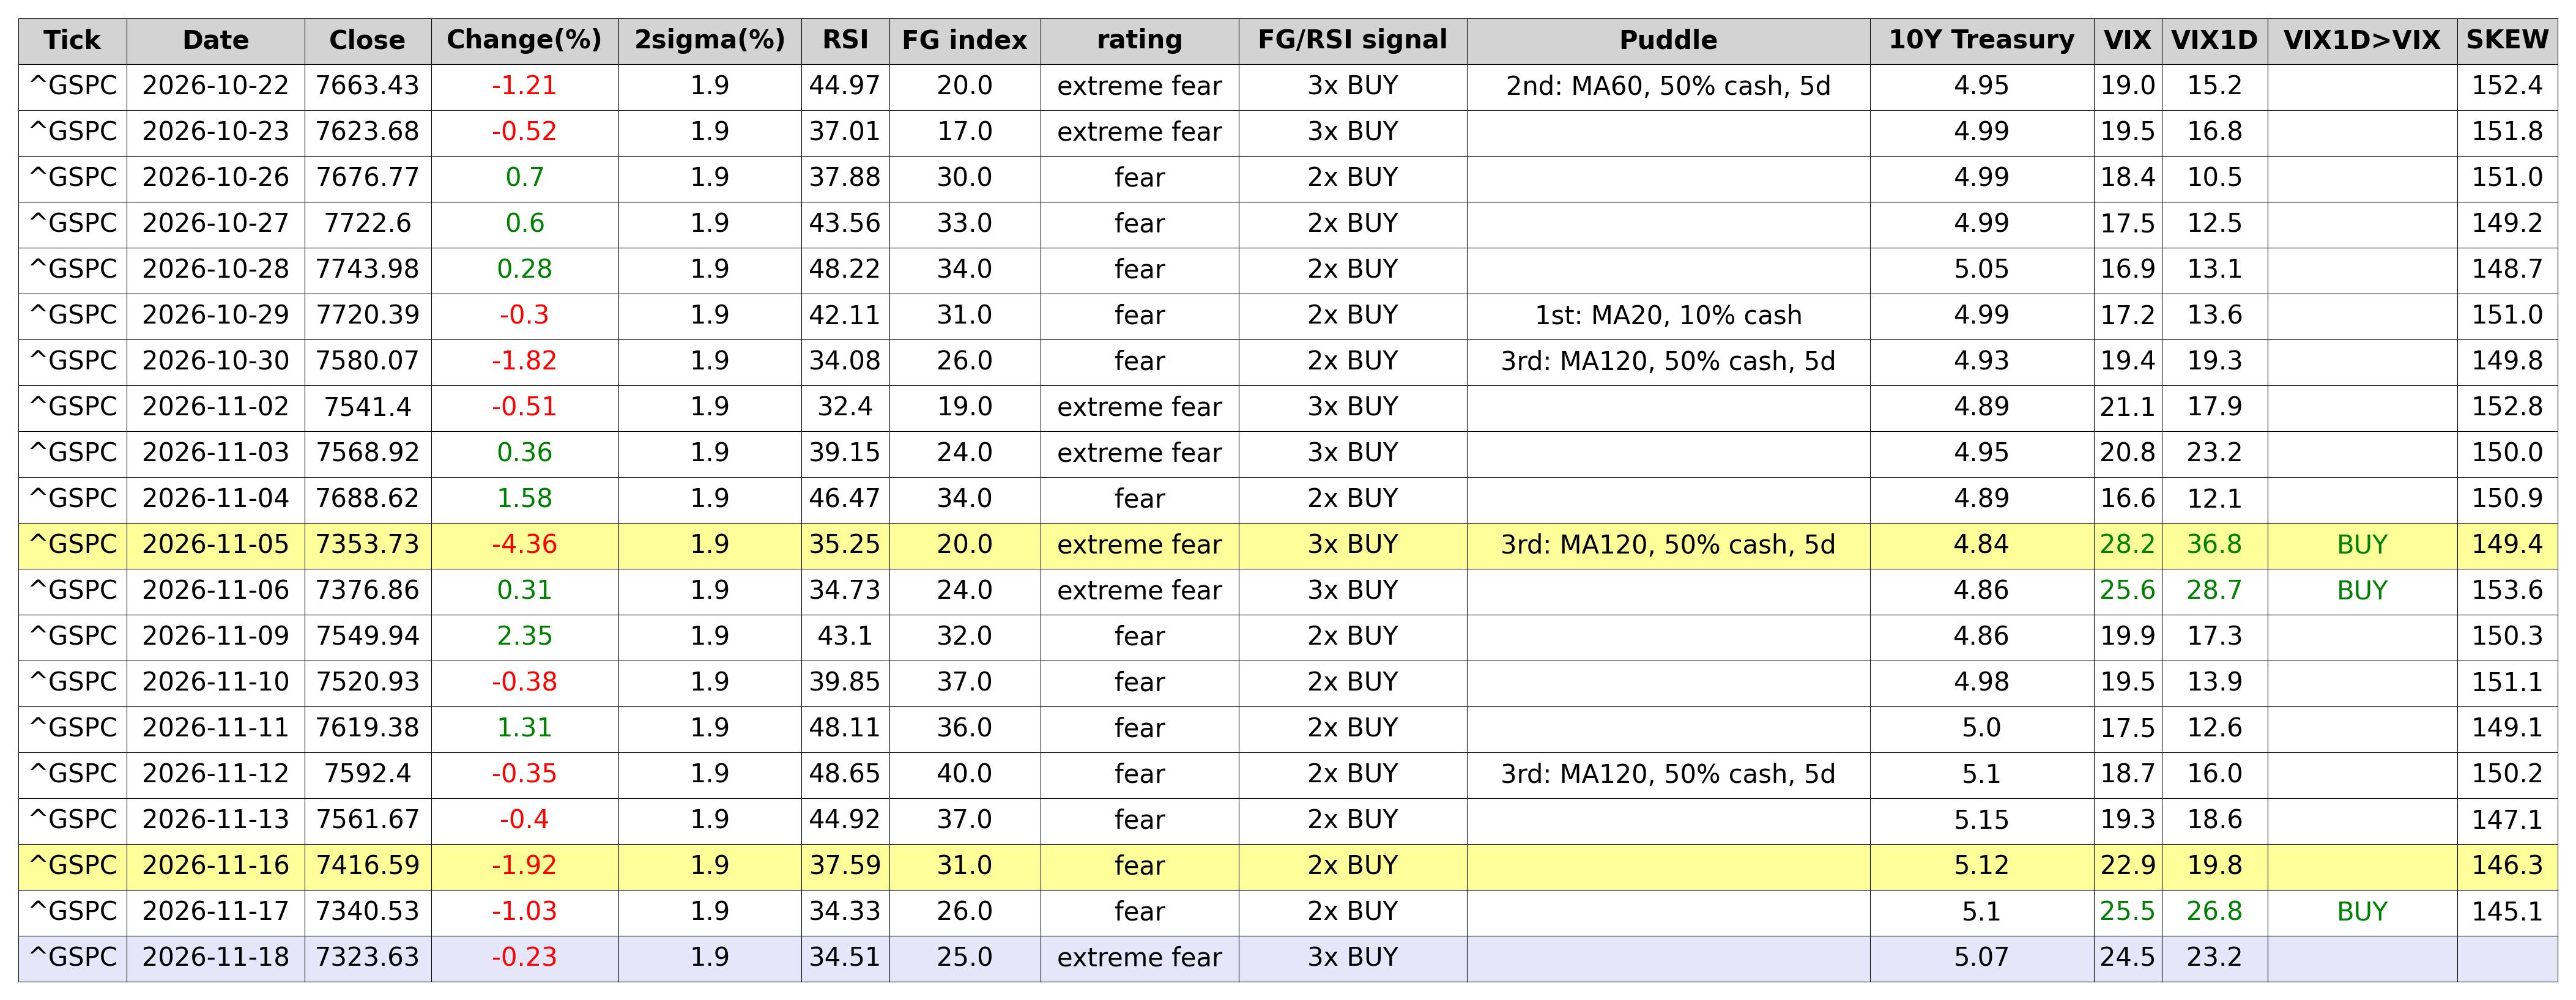 Tick Date Close Change(%) 2sigma(%) RSI FG index rating FG/RSI signal Puddle 10Y Treasury VIX VIX1D VIX1D>VIX SKEW
^GSPC 2026-10-22 7663.43 -1.21 1.9 44.97 20.0 extreme fear 3x BUY 2nd: MA60, 50% cash, 5d 4.95 19.0 15.2 152.4
^GSPC 2026-10-23 7623.68 -0.52 1.9 37.01 17.0 extreme fear 3x BUY 4.99 19.5 16.8 151.8
^GSPC 2026-10-26 7676.77 0.7 1.9 37.88 30.0 fear 2x BUY 4.99 18.4 10.5 151.0
^GSPC 2026-10-27 7722.6 0.6 1.9 43.56 33.0 fear 2x BUY 4.99 17.5 12.5 149.2
^GSPC 2026-10-28 7743.98 0.28 1.9 48.22 34.0 fear 2x BUY 5.05 16.9 13.1 148.7
^GSPC 2026-10-29 7720.39 -0.3 1.9 42.11 31.0 fear 2x BUY 1st: MA20, 10% cash 4.99 17.2 13.6 151.0
^GSPC 2026-10-30 7580.07 -1.82 1.9 34.08 26.0 fear 2x BUY 3rd: MA120, 50% cash, 5d 4.93 19.4 19.3 149.8
^GSPC 2026-11-02 7541.4 -0.51 1.9 32.4 19.0 extreme fear 3x BUY 4.89 21.1 17.9 152.8
^GSPC 2026-11-03 7568.92 0.36 1.9 39.15 24.0 extreme fear 3x BUY 4.95 20.8 23.2 150.0
^GSPC 2026-11-04 7688.62 1.58 1.9 46.47 34.0 fear 2x BUY 4.89 16.6 12.1 150.9
^GSPC 2026-11-05 7353.73 -4.36 1.9 35.25 20.0 extreme fear 3x BUY 3rd: MA120, 50% cash, 5d 4.84 28.2 36.8 BUY 149.4
^GSPC 2026-11-06 7376.86 0.31 1.9 34.73 24.0 extreme fear 3x BUY 4.86 25.6 28.7 BUY 153.6
^GSPC 2026-11-09 7549.94 2.35 1.9 43.1 32.0 fear 2x BUY 4.86 19.9 17.3 150.3
^GSPC 2026-11-10 7520.93 -0.38 1.9 39.85 37.0 fear 2x BUY 4.98 19.5 13.9 151.1
^GSPC 2026-11-11 7619.38 1.31 1.9 48.11 36.0 fear 2x BUY 5.0 17.5 12.6 149.1
^GSPC 2026-11-12 7592.4 -0.35 1.9 48.65 40.0 fear 2x BUY 3rd: MA120, 50% cash, 5d 5.1 18.7 16.0 150.2
^GSPC 2026-11-13 7561.67 -0.4 1.9 44.92 37.0 fear 2x BUY 5.15 19.3 18.6 147.1
^GSPC 2026-11-16 7416.59 -1.92 1.9 37.59 31.0 fear 2x BUY 5.12 22.9 19.8 146.3
^GSPC 2026-11-17 7340.53 -1.03 1.9 34.33 26.0 fear 2x BUY 5.1 25.5 26.8 BUY 145.1
^GSPC 2026-11-18 7323.63 -0.23 1.9 34.51 25.0 extreme fear 3x BUY 5.07 24.5 23.2